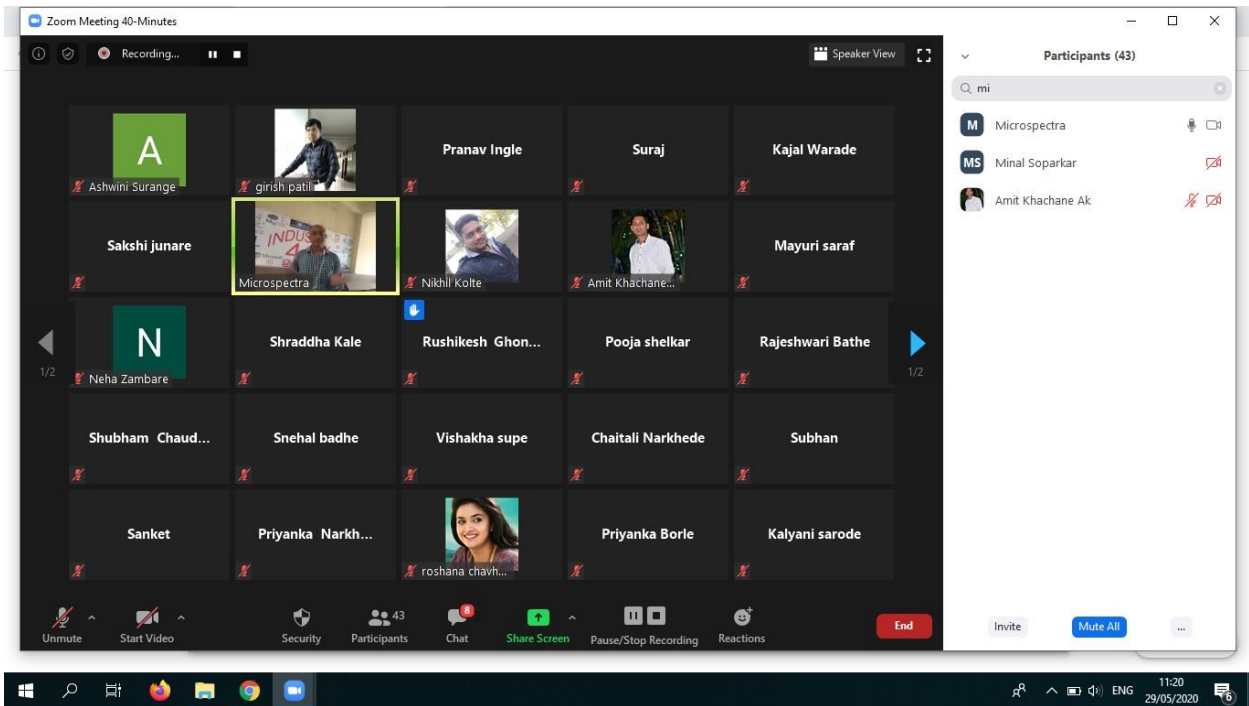 Zoom Meeting 40-Minutes
Recording...
Speaker View
Participants (43)
mi
M Microspectra
MS Minal Soparkar
Amit Khachane Ak
A
Ashwini Surange
girish patil
Pranav Ingle
Suraj
Kajal Warade
Sakshi junare
INDUS
4
Microspectra
Nikhil Kolte
Amit Khachane...
Mayuri saraf
N
Neha Zambare
Shraddha Kale
Rushikesh Ghon...
Pooja shelkar
Rajeshwari Bathe
1/2
1/2
Shubham Chaud...
Snehal badhe
Vishakha supe
Chaitali Narkhede
Subhan
Sanket
Priyanka Narkh...
roshana chavh...
Priyanka Borle
Kalyani sarode
Unmute
Start Video
Security
43
Participants
8
Chat
Share Screen
Pause/Stop Recording
Reactions
End
Invite
Mute All
...
ENG
11:20
29/05/2020
6